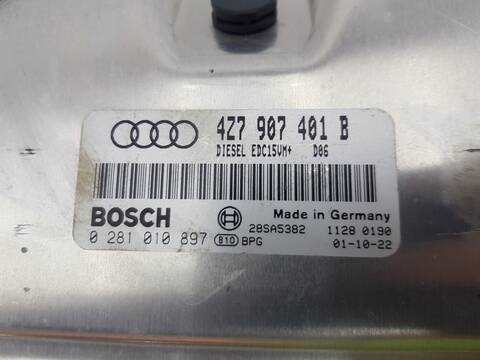 4Z7 907 401 B
DIESEL EDC15VM+ D06
BOSCH
Made in Germany
28SA5382 1128 0190
0 281 010 897 B10 BPG 01-10-22